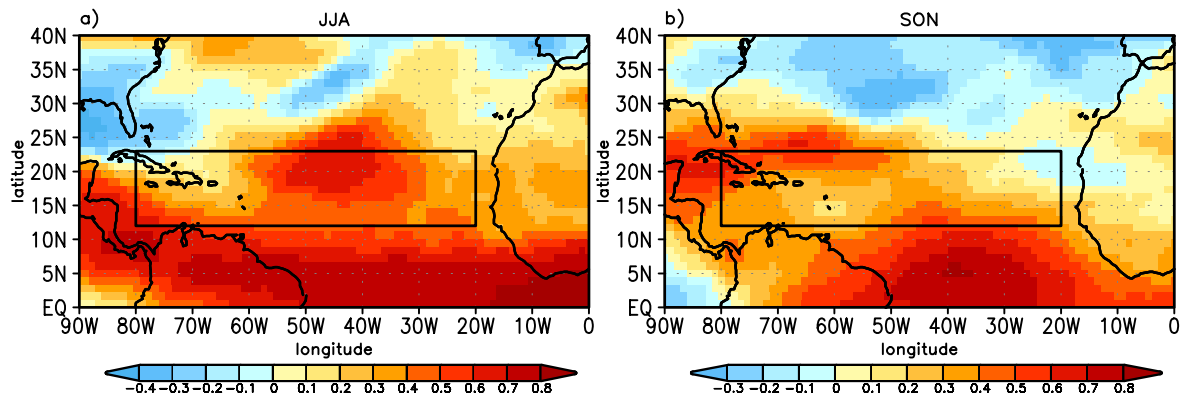 a) JJA
40N
35N
30N
25N
20N
15N
10N
5N
EQ
latitude
90W 80W 70W 60W 50W 40W 30W 20W 10W 0
longitude
-0.4 -0.3 -0.2 -0.1 0 0.1 0.2 0.3 0.4 0.5 0.6 0.7 0.8
b) SON
40N
35N
30N
25N
20N
15N
10N
5N
EQ
latitude
90W 80W 70W 60W 50W 40W 30W 20W 10W 0
longitude
-0.3 -0.2 -0.1 0 0.1 0.2 0.3 0.4 0.5 0.6 0.7 0.8